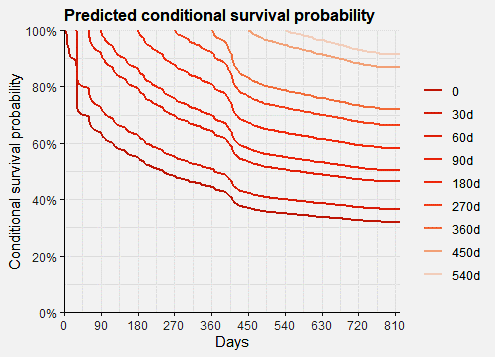 Predicted conditional survival probability
Conditional survival probability
100%
80%
60%
40%
20%
0%
0 90 180 270 360 450 540 630 720 810
Days
0
30d
60d
90d
180d
270d
360d
450d
540d